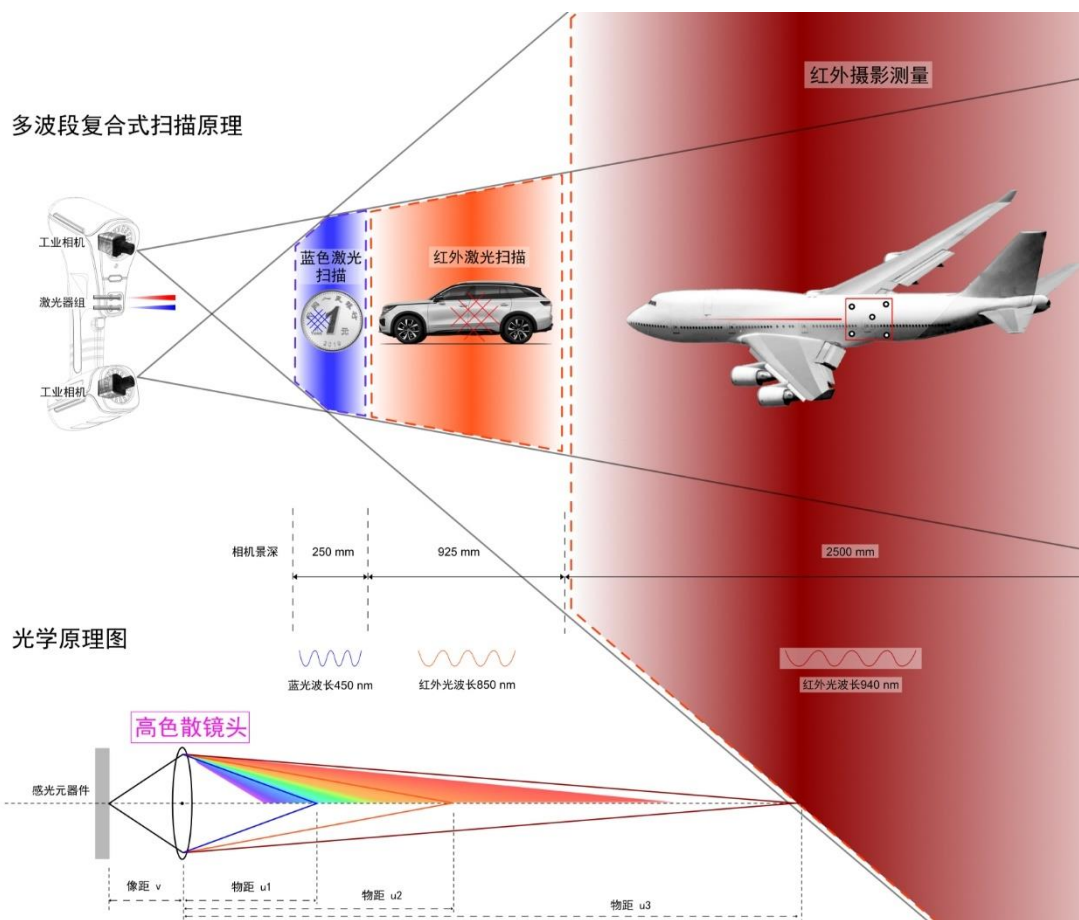 红外摄影测量
多波段复合式扫描原理
工业相机
蓝色激光
扫描
红外激光扫描
激光器组
1
2019
工业相机
相机景深
250 mm
925 mm
2500 mm
光学原理图
蓝光波长450 nm
红外光波长850 nm
红外光波长940 nm
高色散镜头
感光元器件
像距 v
物距 u1
物距 u2
物距 u3